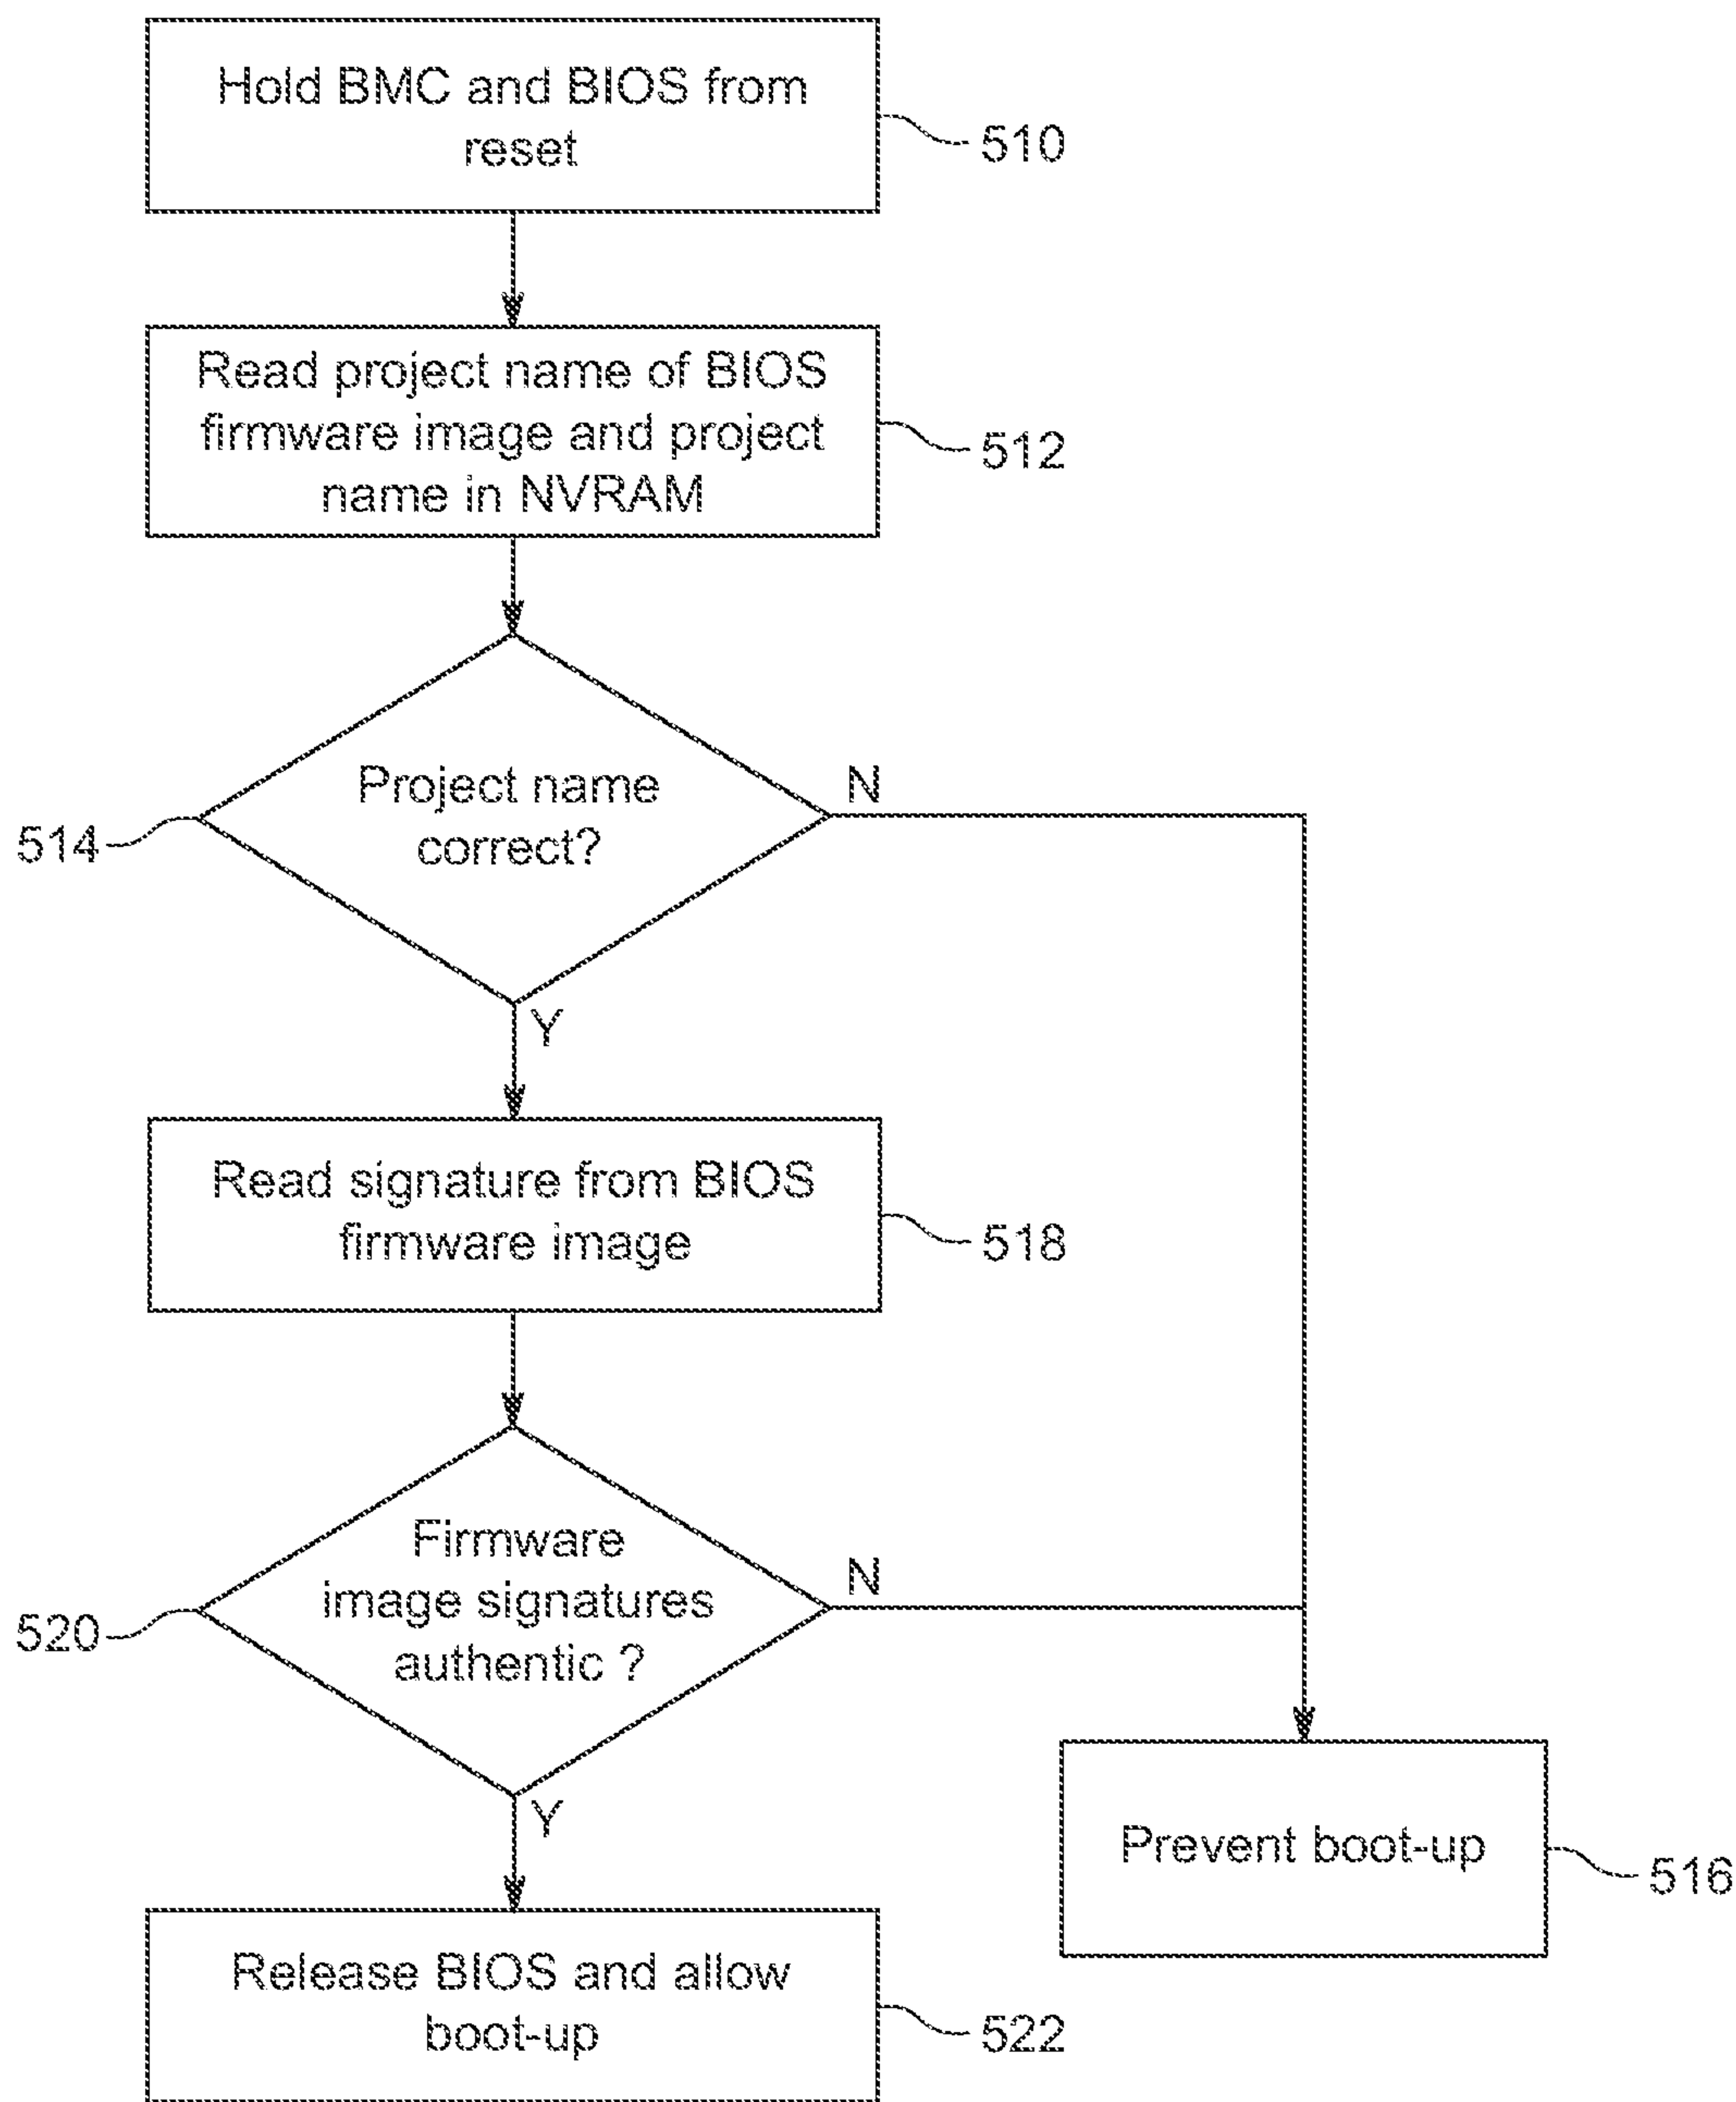 Hold BMC and BIOS from
reset
510
Read project name of BIOS
firmware image and project
name in NVRAM
512
Project name
correct?
N
514
Y
Read signature from BIOS
firmware image
518
Firmware
image signatures
authentic ?
N
520
Y
Prevent boot-up
516
Release BIOS and allow
boot-up
522